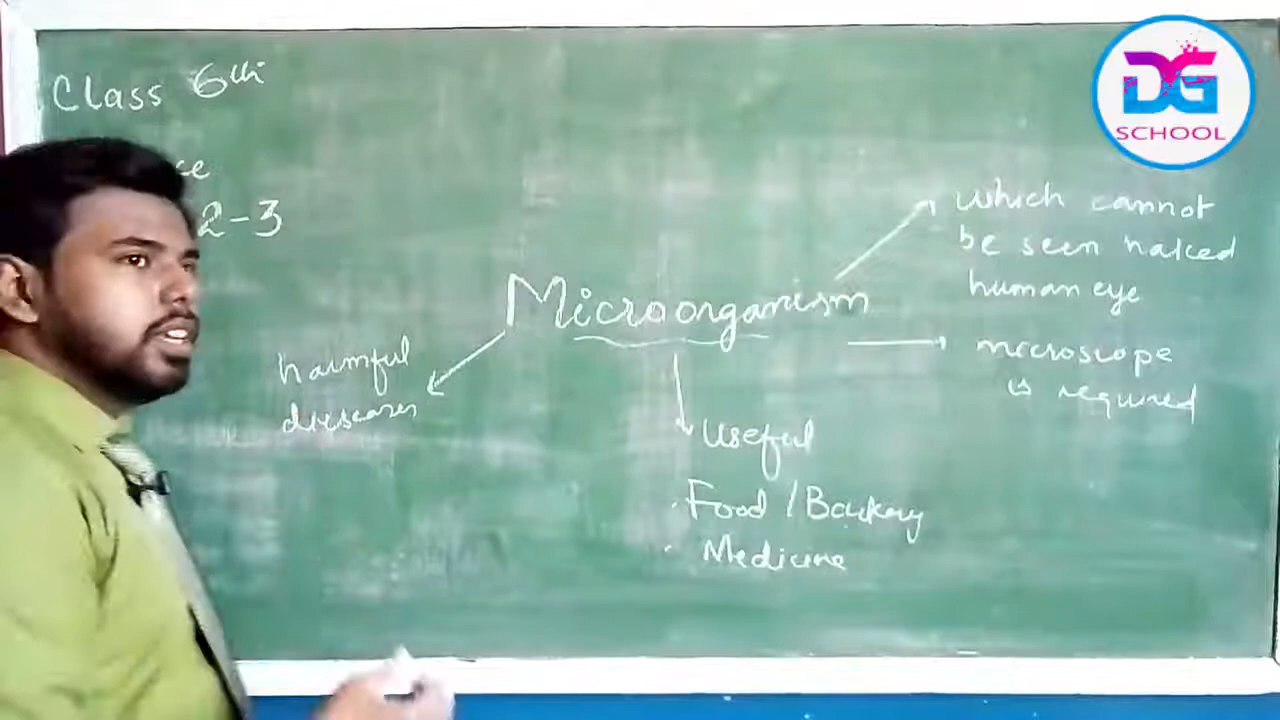 Class 6th
ce
2-3
DG
SCHOOL
Microorganism
which cannot
be seen naked
human eye
microscope
is required
harmful
diseases
Useful
· Food / Backery
· Medicine